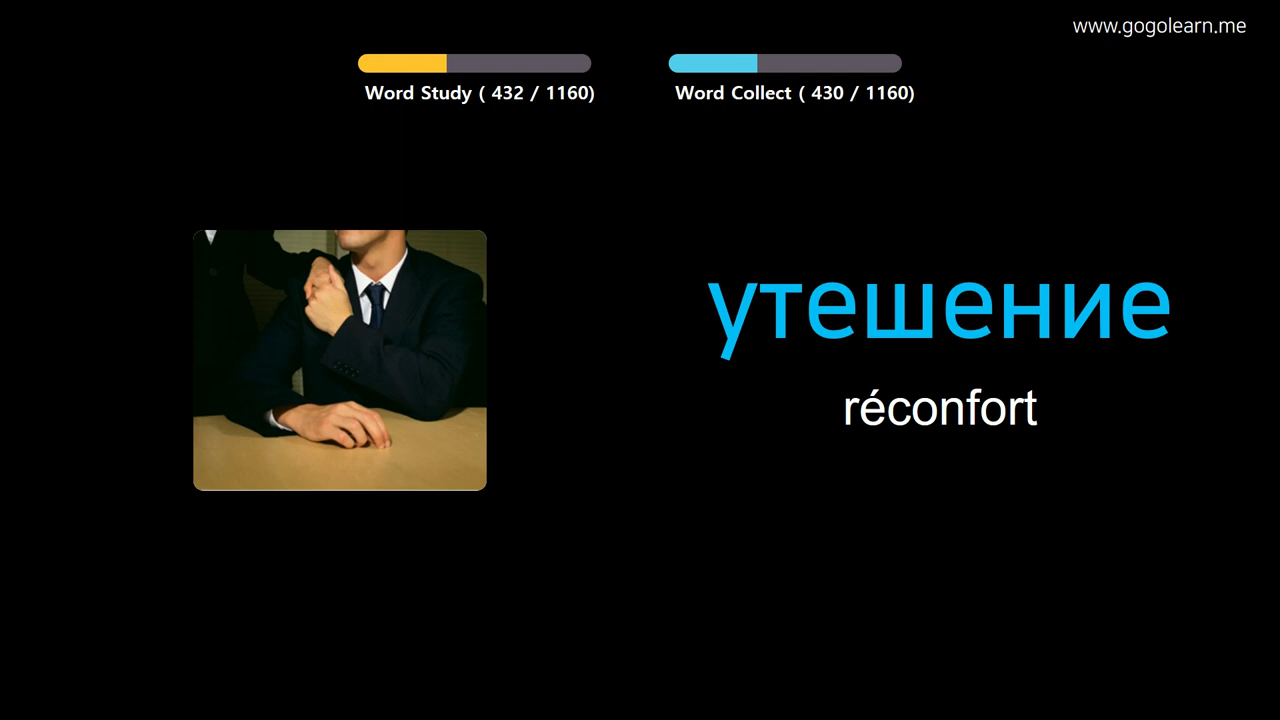 www.gogolearn.me
Word Study ( 432 / 1160)
Word Collect ( 430 / 1160)
утешение
réconfort